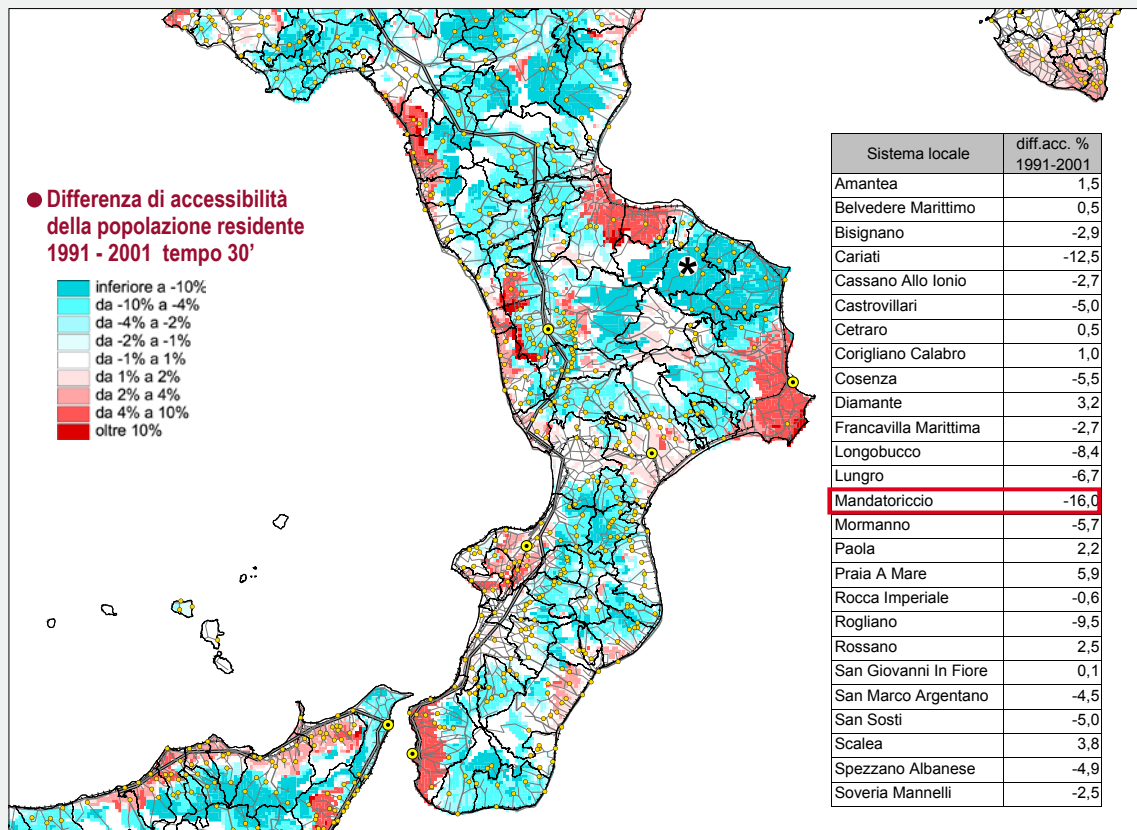 Differenza di accessibilità
della popolazione residente
1991 - 2001 tempo 30'
inferiore a -10%
da -10% a -4%
da -4% a -2%
da -2% a -1%
da -1% a 1%
da 1% a 2%
da 2% a 4%
da 4% a 10%
oltre 10%
*
Sistema locale diff.acc. %
1991-2001
Amantea 1,5
Belvedere Marittimo 0,5
Bisignano -2,9
Cariati -12,5
Cassano Allo Ionio -2,7
Castrovillari -5,0
Cetraro 0,5
Corigliano Calabro 1,0
Cosenza -5,5
Diamante 3,2
Francavilla Marittima -2,7
Longobucco -8,4
Lungro -6,7
Mandatoriccio -16,0
Mormanno -5,7
Paola 2,2
Praia A Mare 5,9
Rocca Imperiale -0,6
Rogliano -9,5
Rossano 2,5
San Giovanni In Fiore 0,1
San Marco Argentano -4,5
San Sosti -5,0
Scalea 3,8
Spezzano Albanese -4,9
Soveria Mannelli -2,5